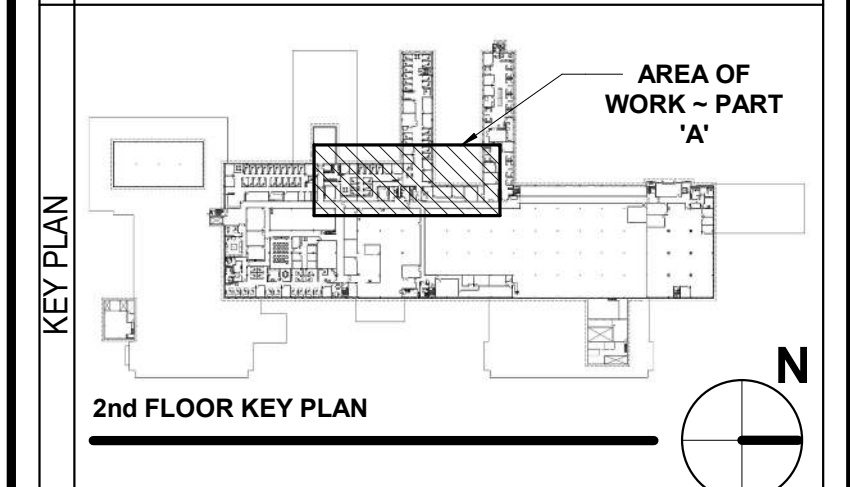 AREA OF
WORK ~ PART
'A'
KEY PLAN
2nd FLOOR KEY PLAN
N